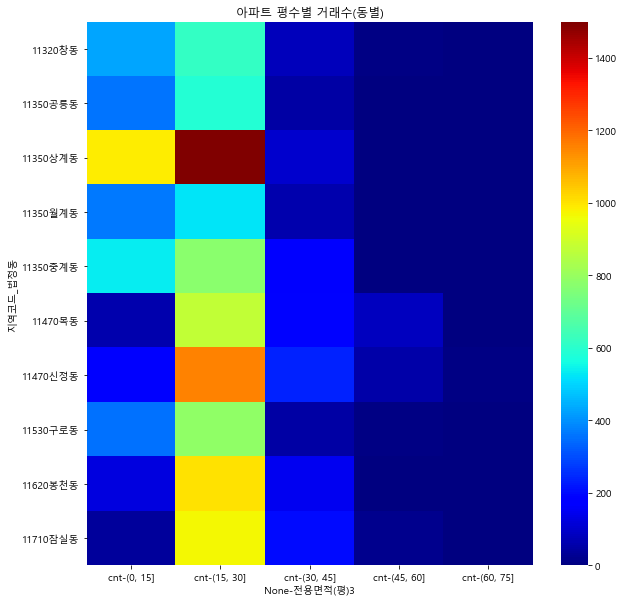 아파트 평수별 거래수(동별)
지역코드_법정동
11320창동
11350공릉동
11350상계동
11350월계동
11350중계동
11470목동
11470신정동
11530구로동
11620봉천동
11710잠실동
cnt-(0, 15]
cnt-(15, 30]
cnt-(30, 45]
cnt-(45, 60]
cnt-(60, 75]
None-전용면적(평)3
1400
1200
1000
800
600
400
200
0